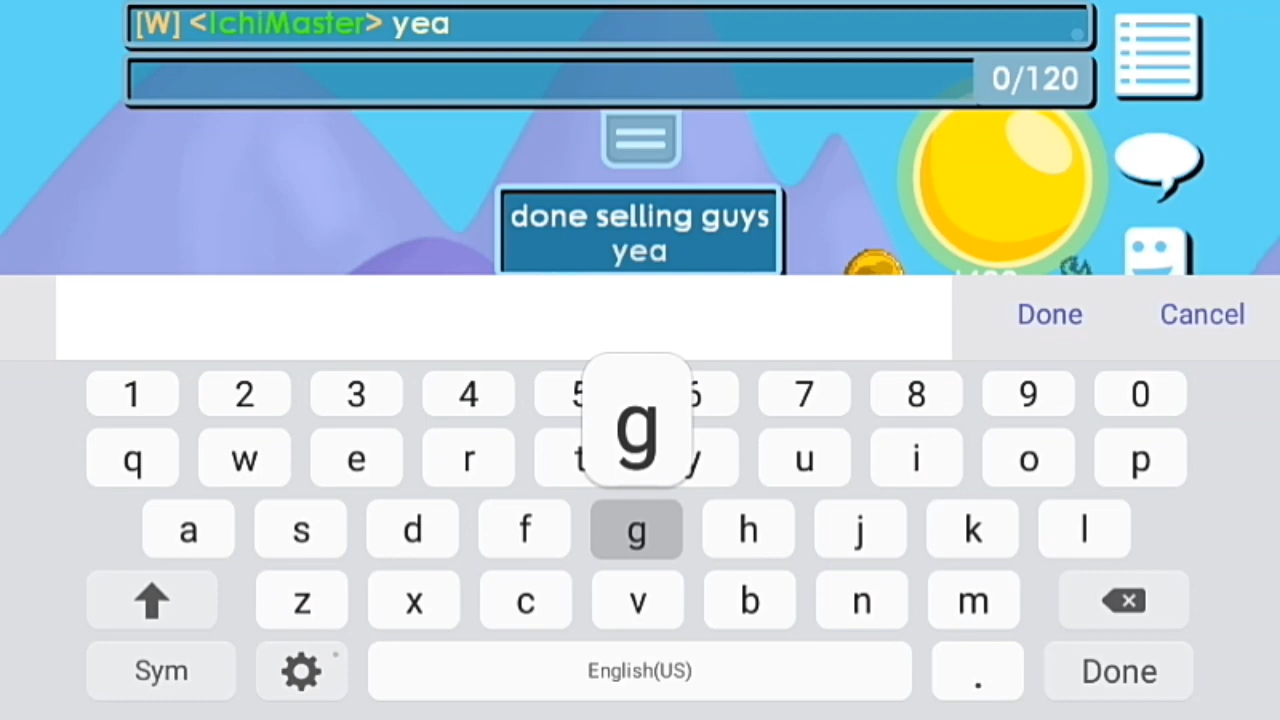 [W] <IchiMaster> yea
0/120
done selling guys
yea
Done Cancel
g
1 2 3 4 5 6 7 8 9 0
q w e r t y u i o p
a s d f g h j k l
z x c v b n m
Sym English(US) . Done